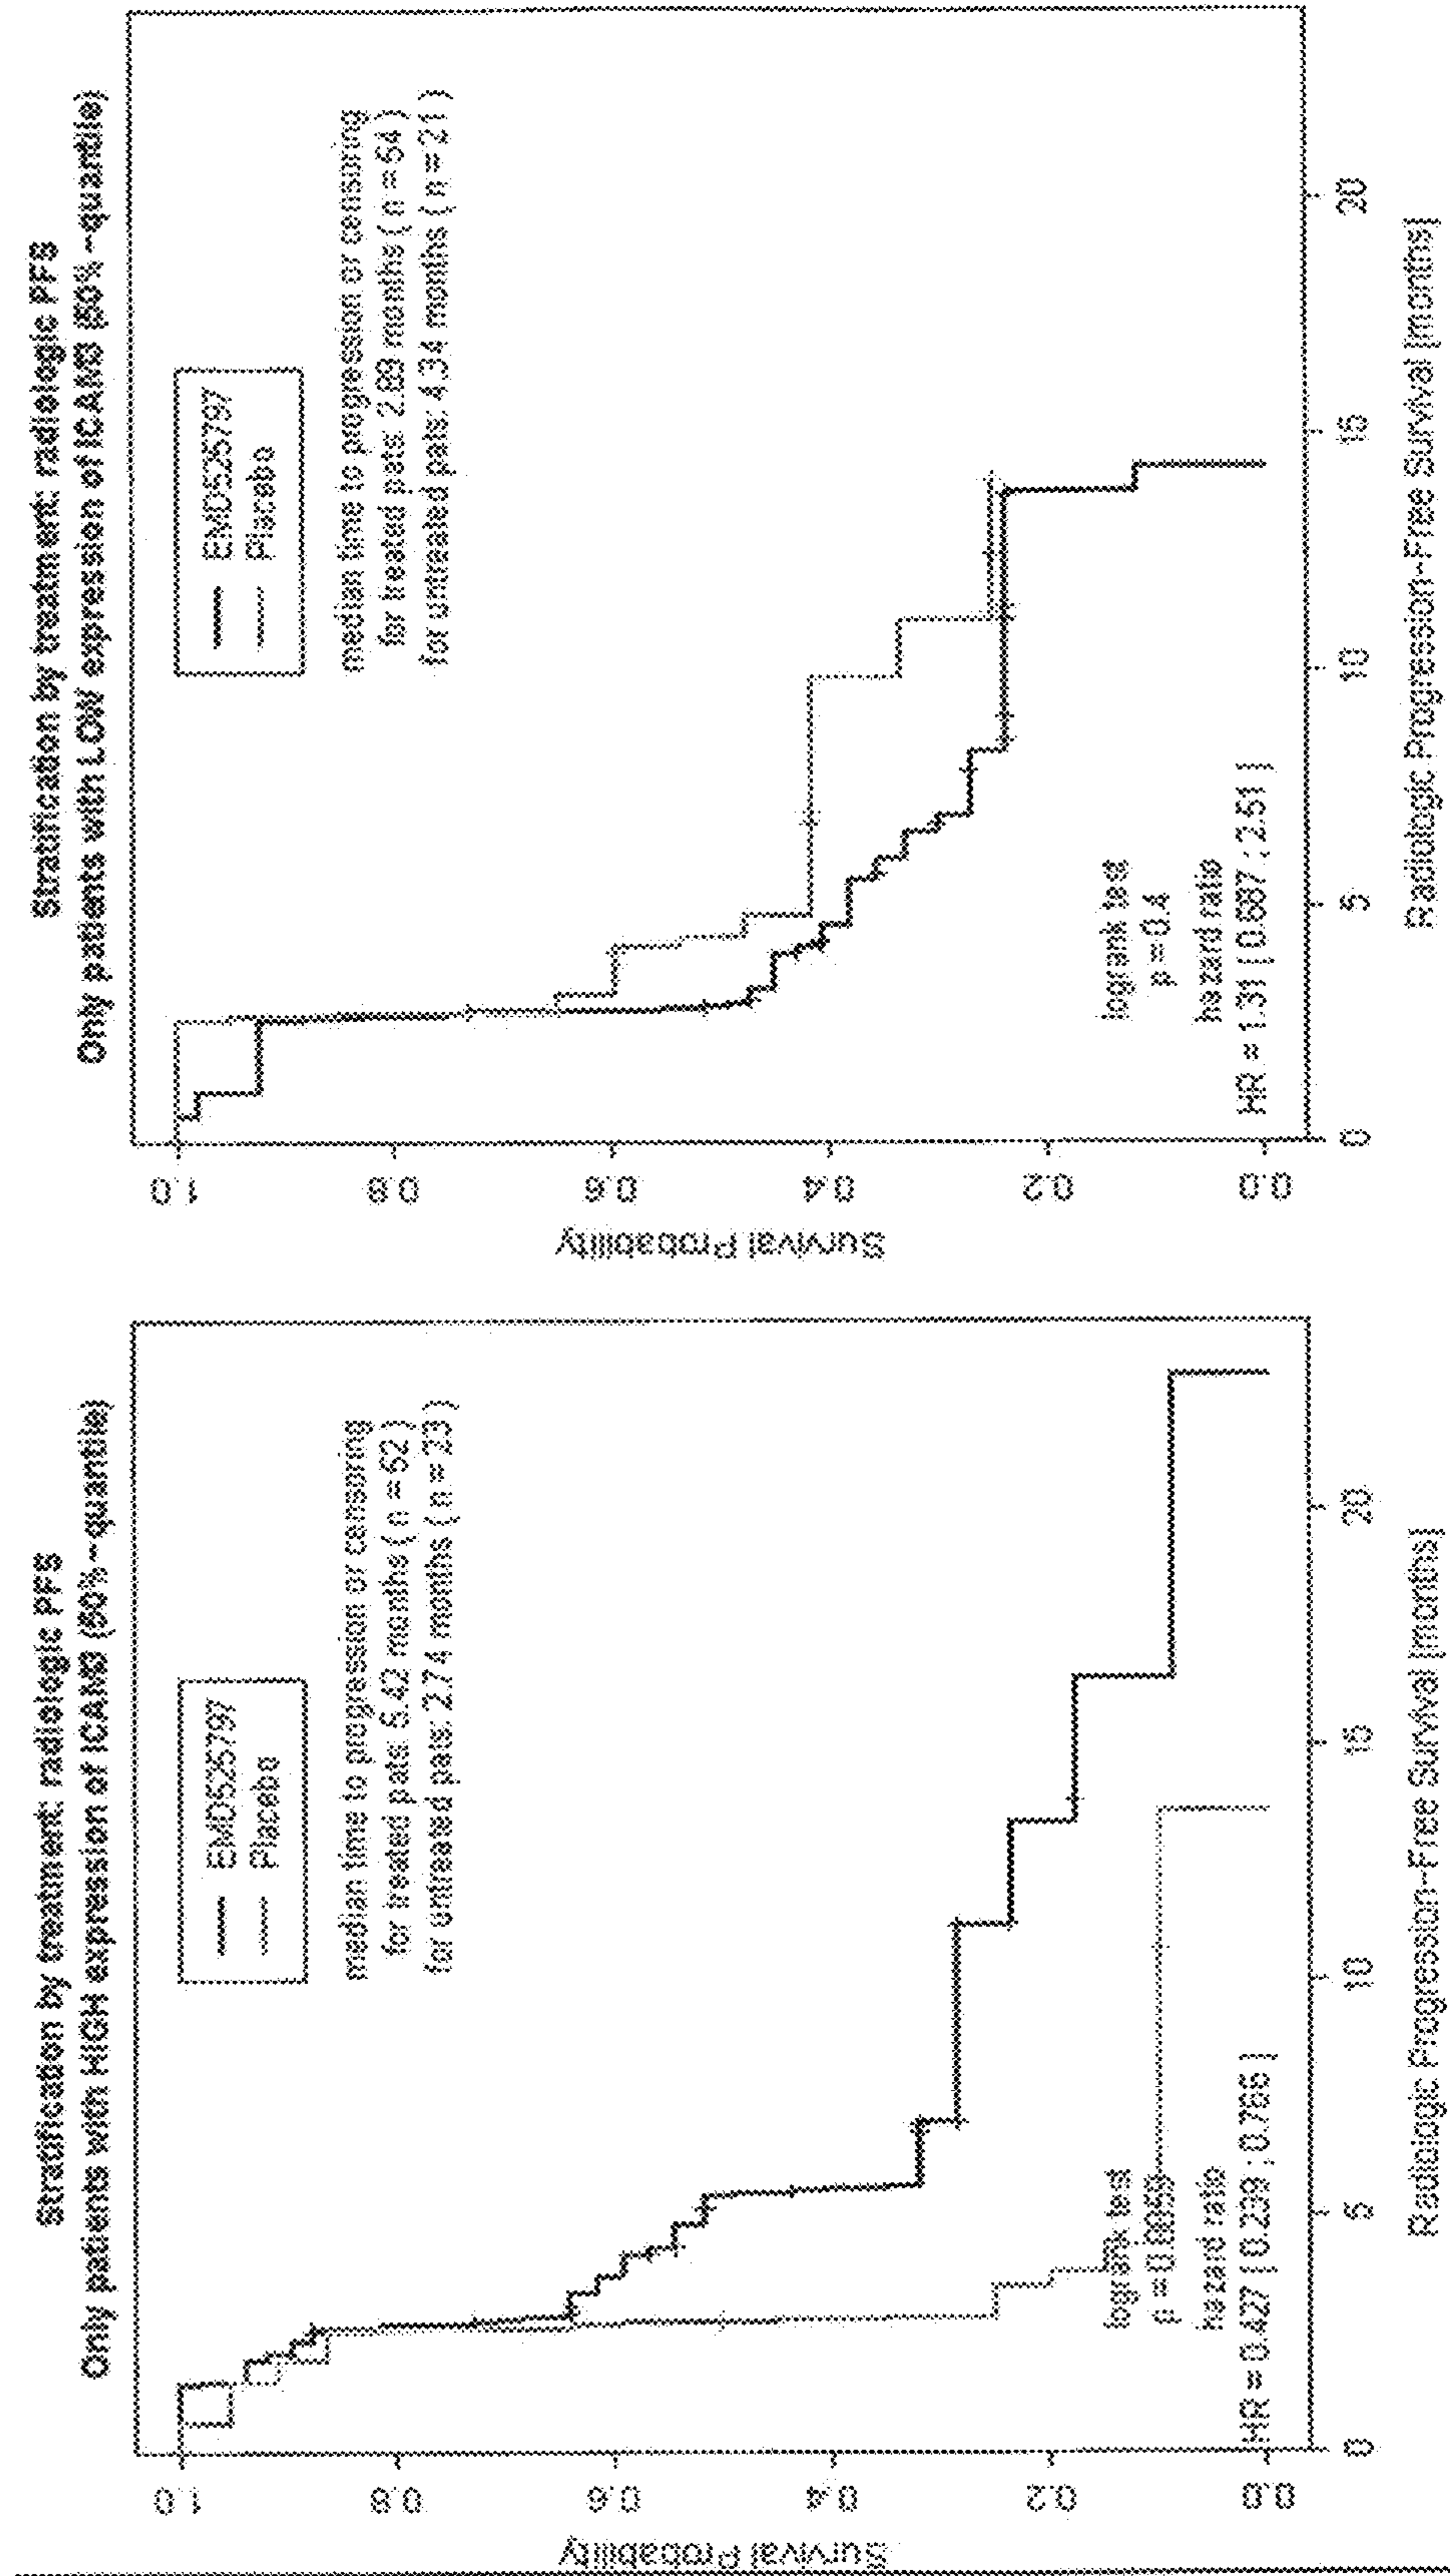 Stratification by treatment: radiologic PFS
Only patients with HIGH expression of ICAM3 (50%-quantile)
EMD525797
Placebo
median time to progression or censoring
for treated pats: 5.42 months ( n = 52 )
for untreated pats: 2.74 months ( n = 23 )
logrank test
p = 0.0059
hazard ratio
HR = 0.427 [ 0.239 ; 0.766 ]
Survival Probability
1.0
0.8
0.6
0.4
0.2
0.0
0
5
10
15
20
Radiologic Progression-Free Survival [months]
Stratification by treatment: radiologic PFS
Only patients with LOW expression of ICAM3 (50%-quantile)
EMD525797
Placebo
median time to progression or censoring
for treated pats: 2.89 months ( n = 54 )
for untreated pats: 4.34 months ( n = 21 )
logrank test
p = 0.4
hazard ratio
HR = 1.31 [ 0.687 ; 2.51 ]
Survival Probability
1.0
0.8
0.6
0.4
0.2
0.0
0
5
10
15
20
Radiologic Progression-Free Survival [months]